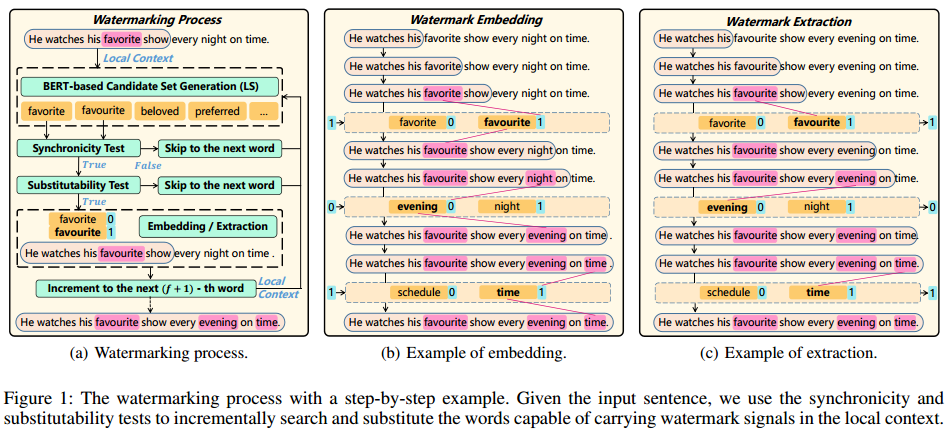 Watermarking Process
He watches his favorite show every night on time.
Local Context
BERT-based Candidate Set Generation (LS)
favorite favourite beloved preferred ...
Synchronicity Test Skip to the next word
True False
Substitutability Test Skip to the next word
True
favorite 0
favourite 1
Embedding / Extraction
He watches his favourite show every night on time .
Local
Context
Increment to the next (f + 1) - th word
He watches his favourite show every evening on time.
(a) Watermarking process.
Watermark Embedding
He watches his favorite show every night on time.
He watches his favorite show every night on time.
He watches his favorite show every night on time.
1 favorite 0 favourite 1
He watches his favourite show every night on time.
He watches his favourite show every night on time.
0 evening 0 night 1
He watches his favourite show every evening on time .
He watches his favourite show every evening on time .
1 schedule 0 time 1
He watches his favourite show every evening on time.
(b) Example of embedding.
Watermark Extraction
He watches his favourite show every evening on time.
He watches his favourite show every evening on time.
He watches his favourite show every evening on time.
favorite 0 favourite 1 1
He watches his favourite show every evening on time.
He watches his favourite show every evening on time.
evening 0 night 1 0
He watches his favourite show every evening on time.
He watches his favourite show every evening on time.
schedule 0 time 1 1
He watches his favourite show every evening on time.
(c) Example of extraction.
Figure 1: The watermarking process with a step-by-step example. Given the input sentence, we use the synchronicity and
substitutability tests to incrementally search and substitute the words capable of carrying watermark signals in the local context.